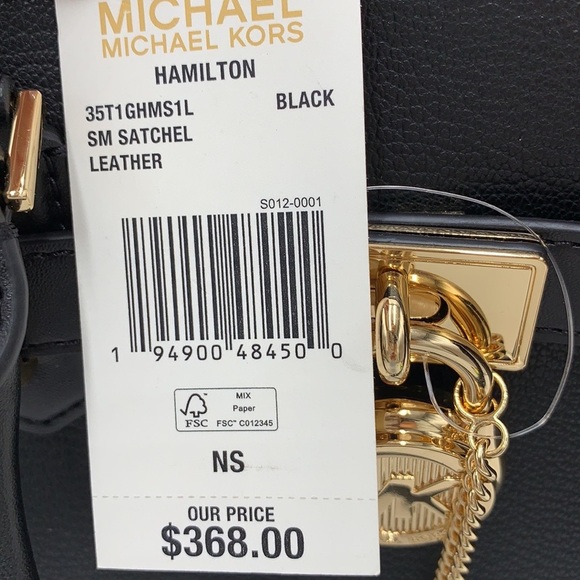 MICHAEL
MICHAEL KORS
HAMILTON
35T1GHMS1L BLACK
SM SATCHEL
LEATHER
S012-0001
1 94900 48450 0
FSC
MIX
Paper
FSC™ C012345
NS
OUR PRICE
$368.00